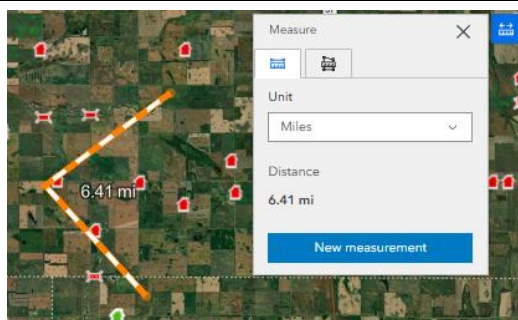 Measure
Unit
Miles
Distance
6.41 mi
New measurement
6.41 mi